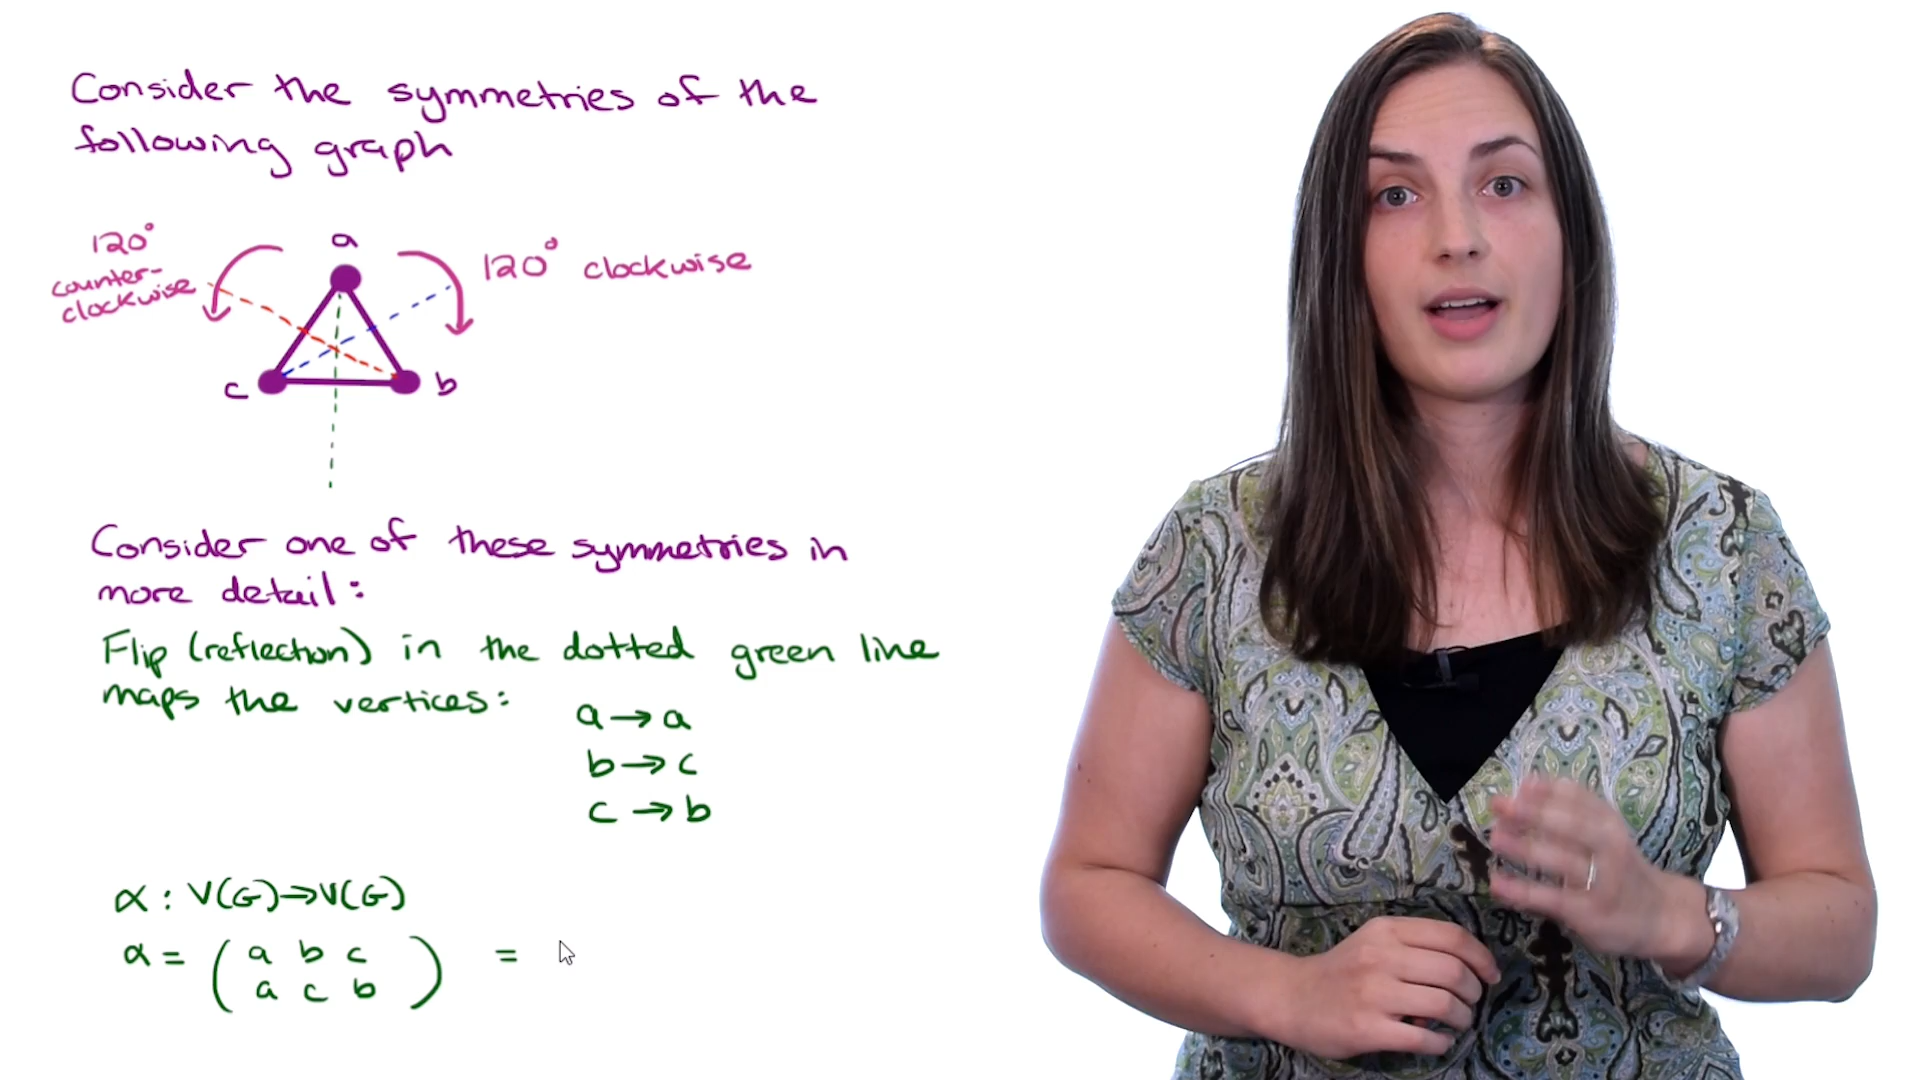 Consider the symmetries of the
following graph
120°
counter-
clockwise
a
120° clockwise
c
b
Consider one of these symmetries in
more detail:
Flip (reflection) in the dotted green line
maps the vertices:
a → a
b → c
c → b
α : V(G) → V(G)
α = ( a b c ) =
a c b